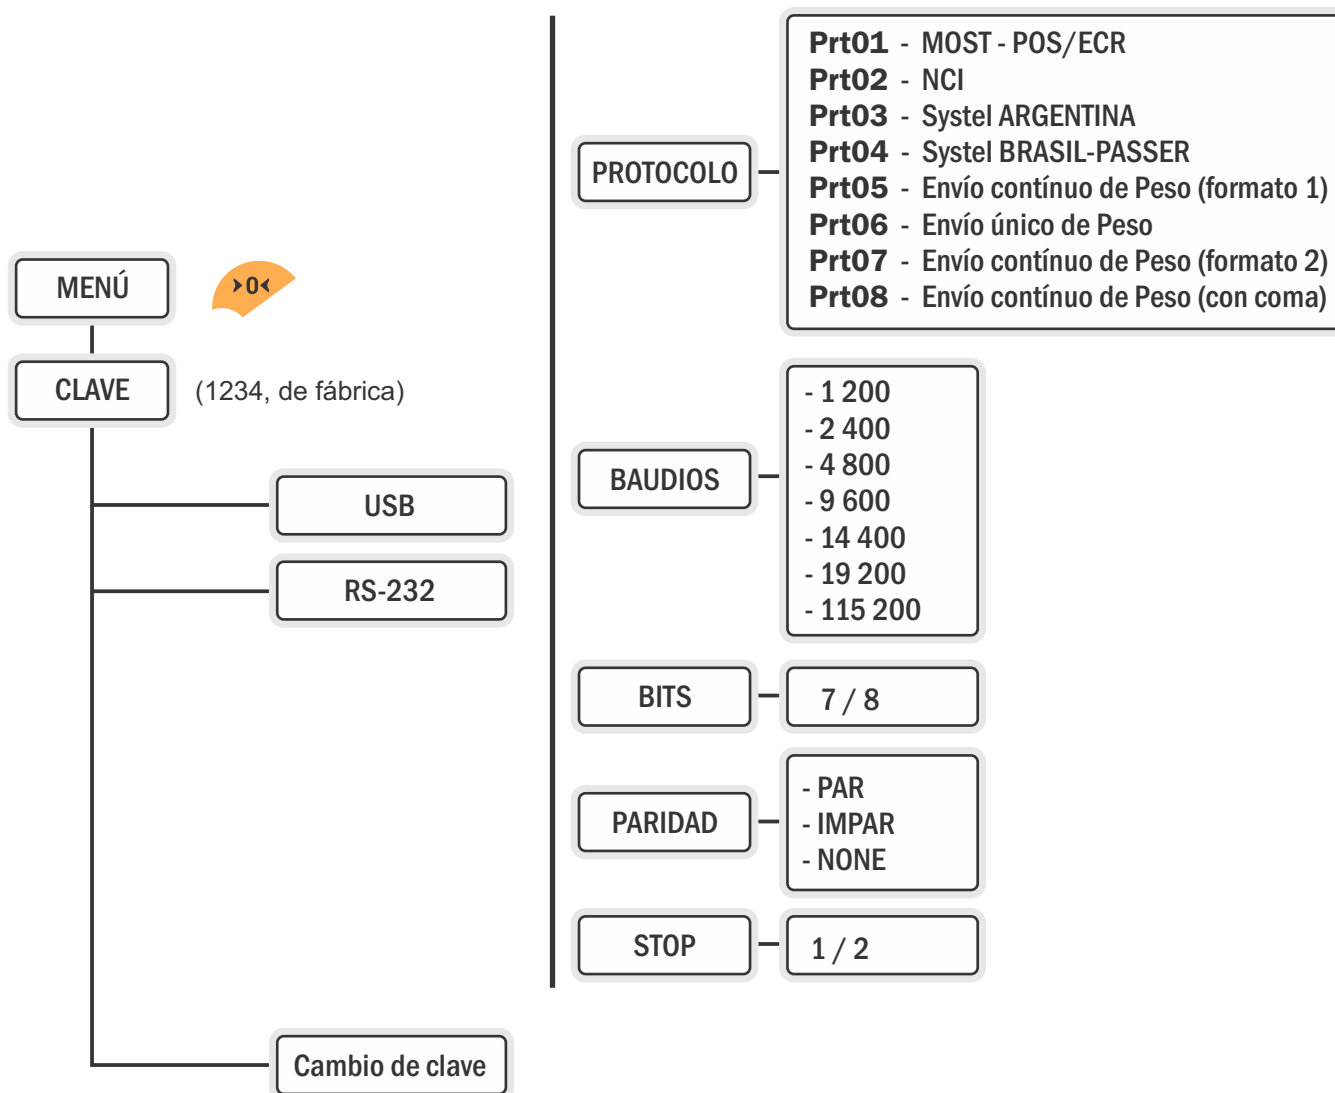 MENÚ
>0<
CLAVE
(1234, de fábrica)
USB
RS-232
Cambio de clave
PROTOCOLO
Prt01 - MOST - POS/ECR
Prt02 - NCI
Prt03 - Systel ARGENTINA
Prt04 - Systel BRASIL-PASSER
Prt05 - Envío contínuo de Peso (formato 1)
Prt06 - Envío único de Peso
Prt07 - Envío contínuo de Peso (formato 2)
Prt08 - Envío contínuo de Peso (con coma)
BAUDIOS
- 1 200
- 2 400
- 4 800
- 9 600
- 14 400
- 19 200
- 115 200
BITS
7 / 8
PARIDAD
- PAR
- IMPAR
- NONE
STOP
1 / 2